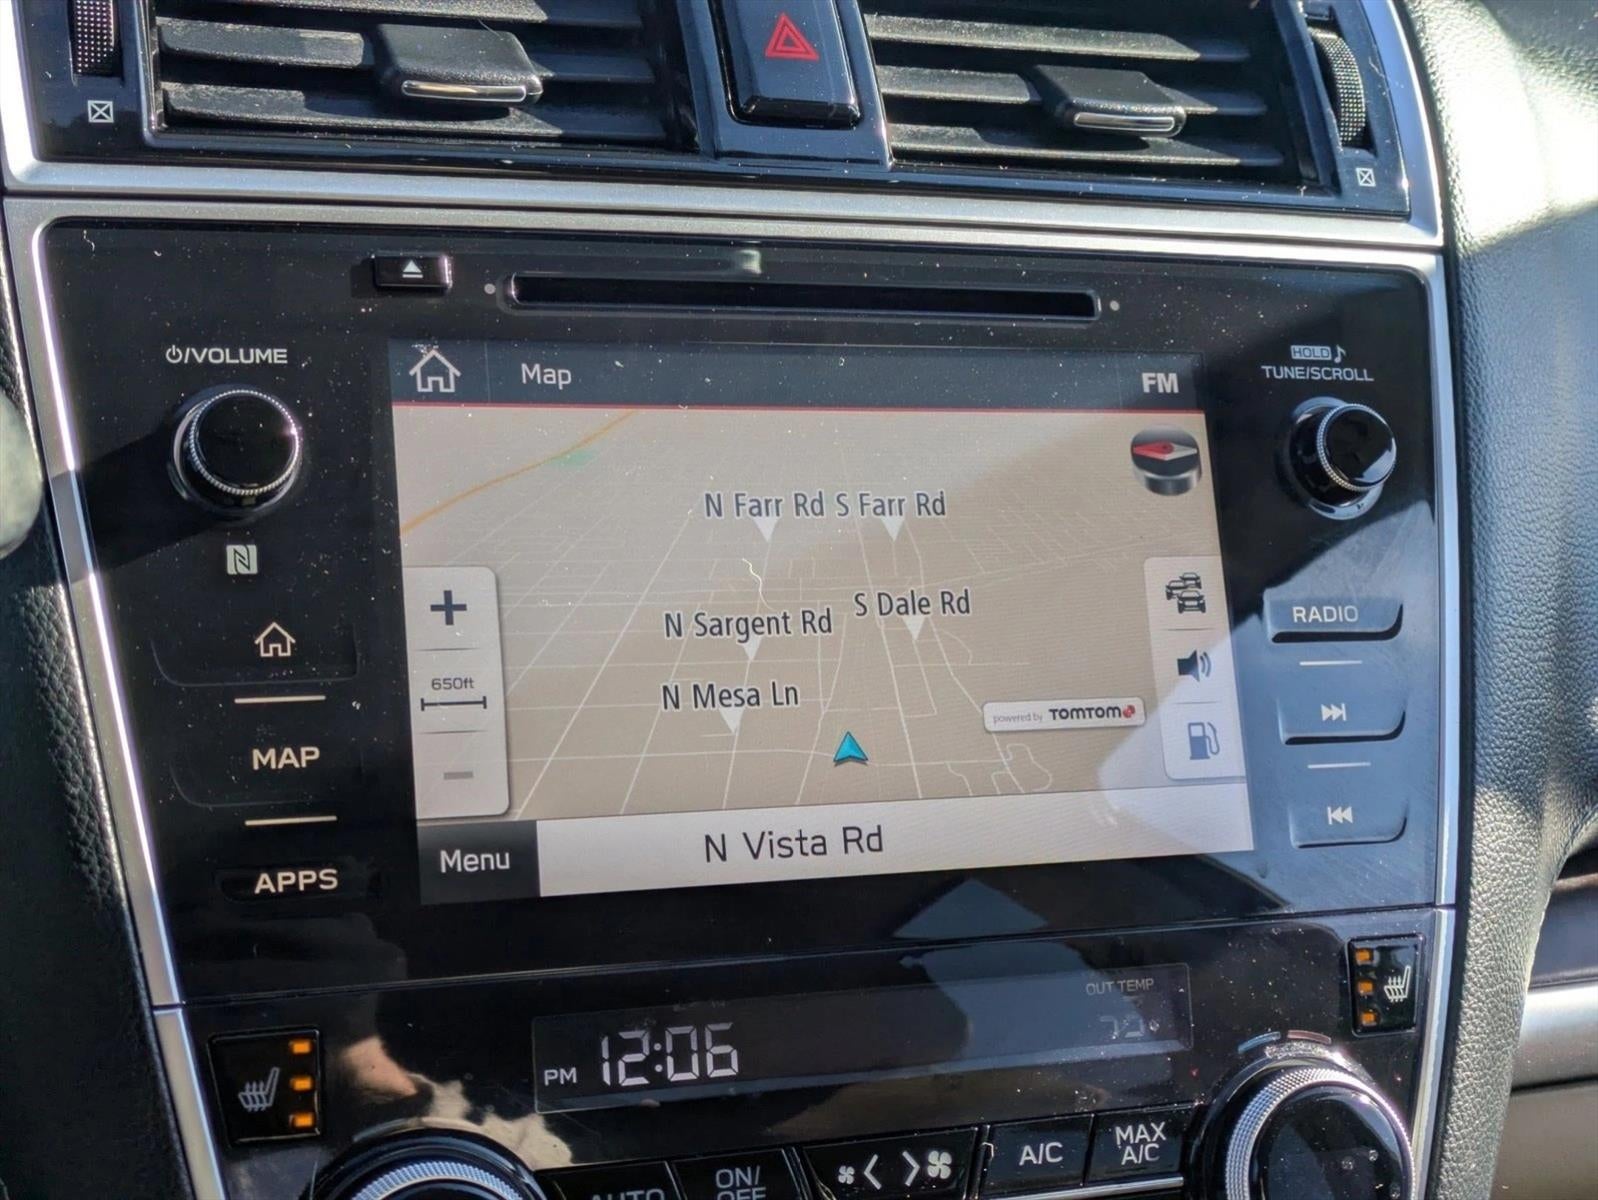 ⏻/VOLUME
HOLD ♪
TUNE/SCROLL
Map
FM
N Farr Rd S Farr Rd
N Sargent Rd
S Dale Rd
N Mesa Ln
+
650ft
−
powered by TOMTOM
Menu
N Vista Rd
N
MAP
APPS
RADIO
OUT TEMP
PM 12:06
AUTO
ON/
OFF
A/C
MAX
A/C